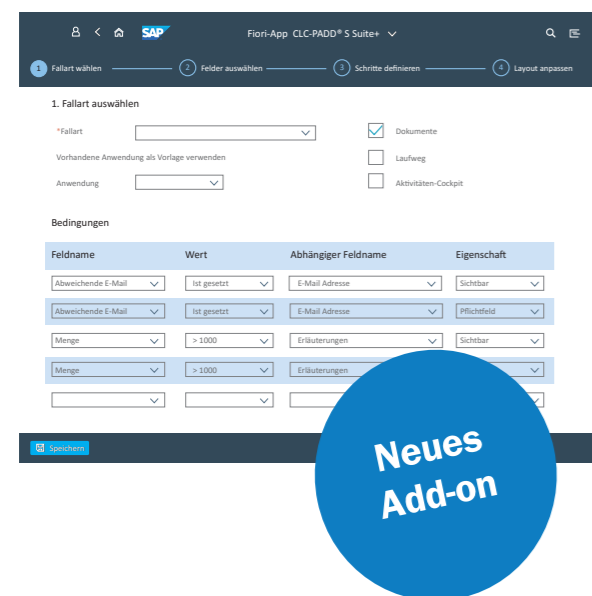 SAP Fiori-App CLC-PADD® S Suite+
1 Fallart wählen 2 Felder auswählen 3 Schritte definieren 4 Layout anpassen
1. Fallart auswählen
*Fallart Dokumente
Vorhandene Anwendung als Vorlage verwenden Laufweg
Anwendung Aktivitäten-Cockpit
Bedingungen
Feldname Wert Abhängiger Feldname Eigenschaft
Abweichende E-Mail Ist gesetzt E-Mail Adresse Sichtbar
Abweichende E-Mail Ist gesetzt E-Mail Adresse Pflichtfeld
Menge > 1000 Erläuterungen Sichtbar
Menge > 1000 Erläuterungen
Speichern
Neues
Add-on